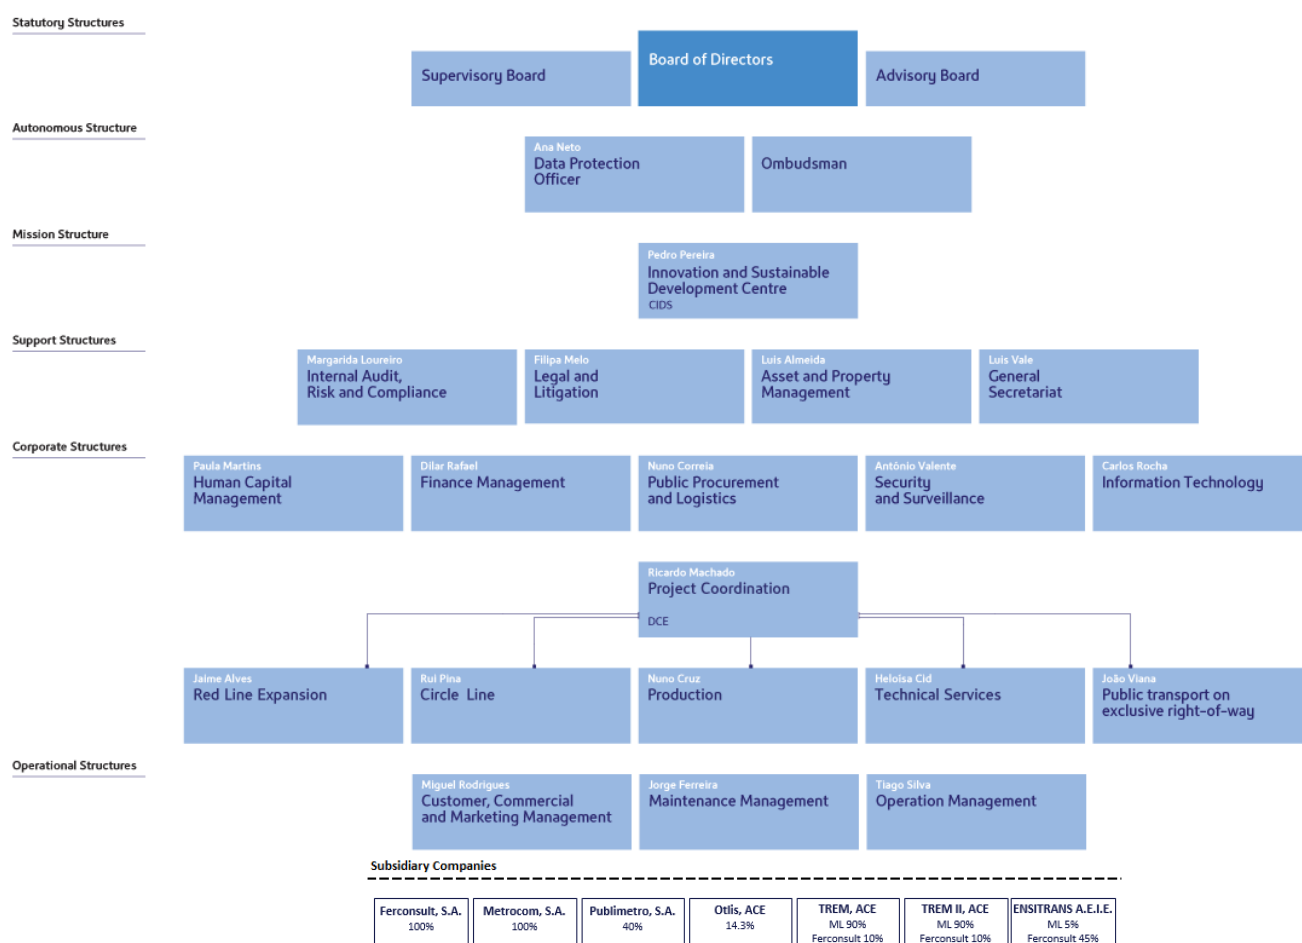 Statutory Structures
Supervisory Board
Board of Directors
Advisory Board
Autonomous Structure
Ana Neto
Data Protection
Officer
Ombudsman
Mission Structure
Pedro Pereira
Innovation and Sustainable
Development Centre
CIDS
Support Structures
Margarida Loureiro
Internal Audit,
Risk and Compliance
Filipa Melo
Legal and
Litigation
Luis Almeida
Asset and Property
Management
Luis Vale
General
Secretariat
Corporate Structures
Paula Martins
Human Capital
Management
Dilar Rafael
Finance Management
Nuno Correia
Public Procurement
and Logistics
António Valente
Security
and Surveillance
Carlos Rocha
Information Technology
Ricardo Machado
Project Coordination
DCE
Jaime Alves
Red Line Expansion
Rui Pina
Circle Line
Nuno Cruz
Production
Heloisa Cid
Technical Services
João Viana
Public transport on
exclusive right-of-way
Operational Structures
Miguel Rodrigues
Customer, Commercial
and Marketing Management
Jorge Ferreira
Maintenance Management
Tiago Silva
Operation Management
Subsidiary Companies
Ferconsult, S.A.
100%
Metrocom, S.A.
100%
Publimetro, S.A.
40%
Otlis, ACE
14.3%
TREM, ACE
ML 90%
Ferconsult 10%
TREM II, ACE
ML 90%
Ferconsult 10%
ENSITRANS A.E.I.E.
ML 5%
Ferconsult 45%